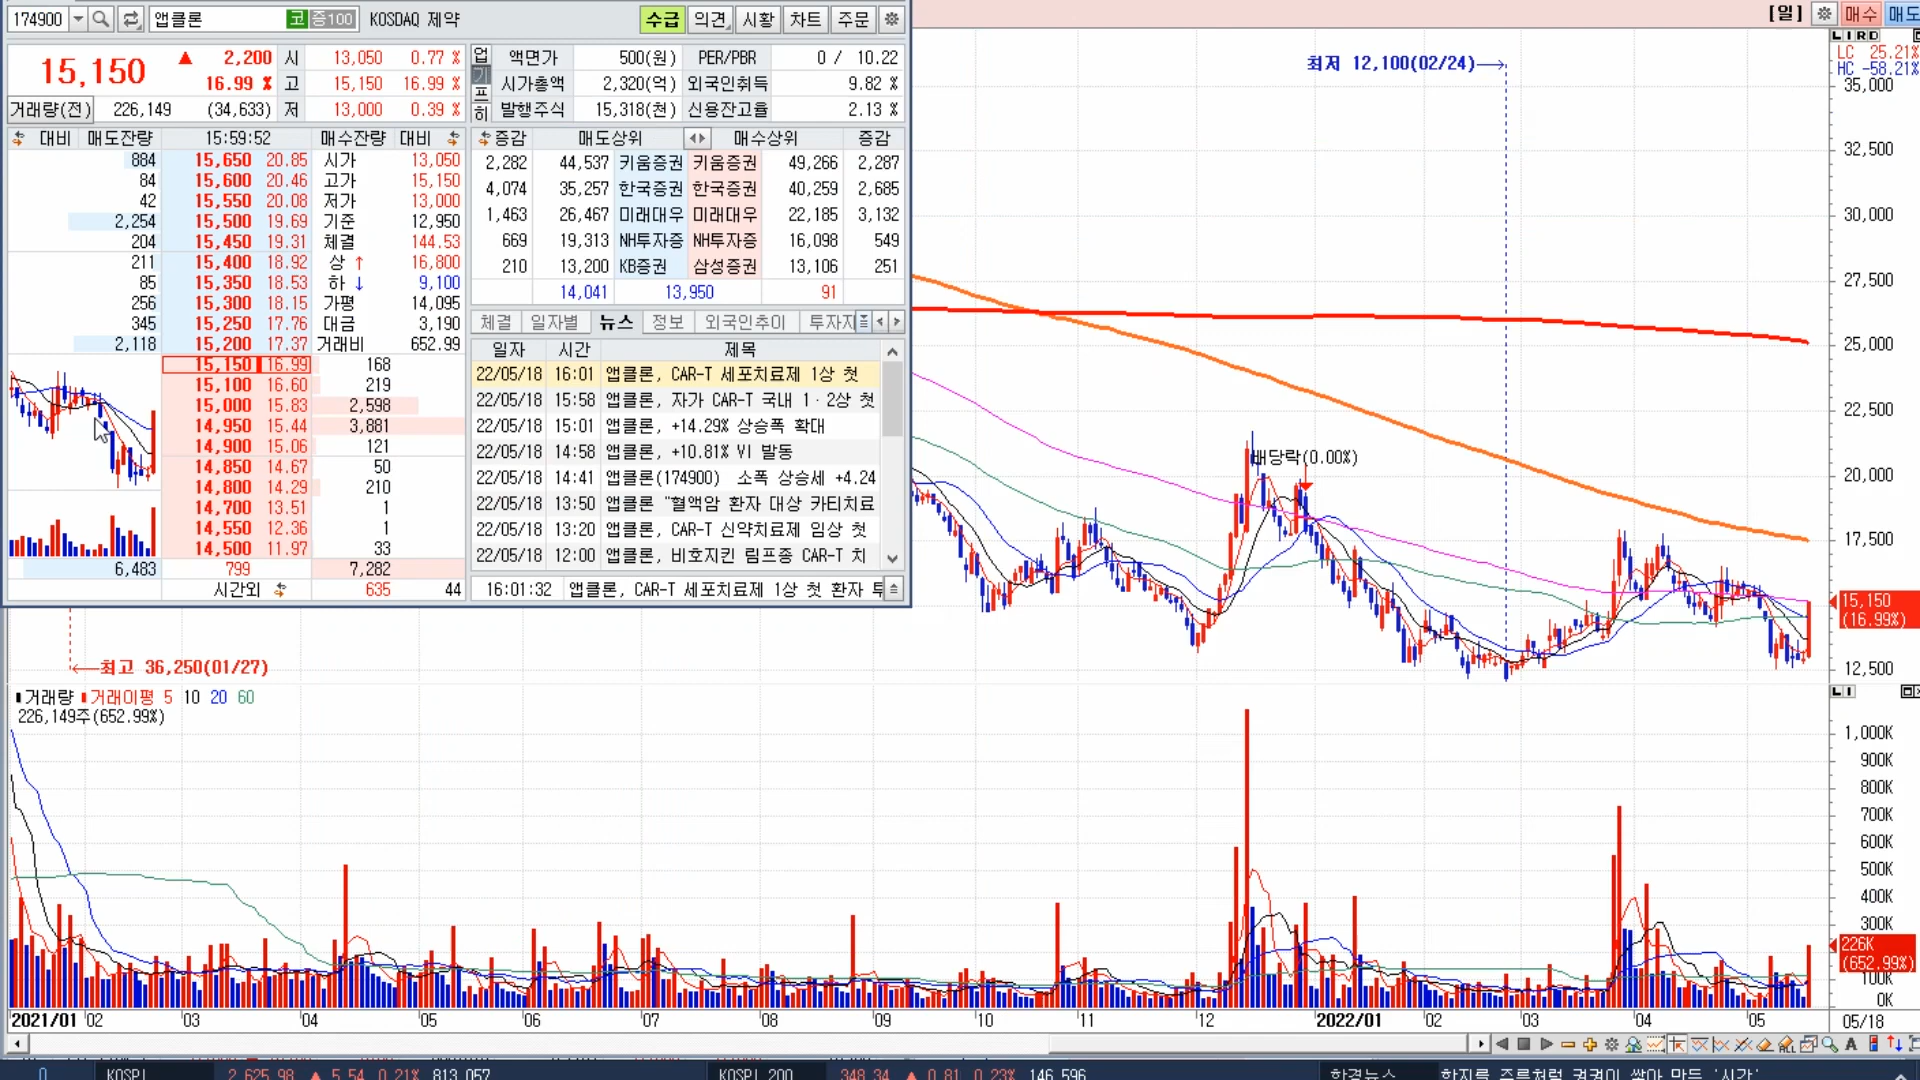 174900 앱클론 코 증100 KOSDAQ 제약 수급 의견 시황 차트 주문
15,150 ▲ 2,200 시 13,050 0.77 %
16.99 % 고 15,150 16.99 %
거래량(전) 226,149 (34,633) 저 13,000 0.39 %
업 기 프 히
액면가 500(원) PER/PBR 0 / 10.22
시가총액 2,320(억) 외국인취득 9.82 %
발행주식 15,318(천) 신용잔고율 2.13 %
대비 매도잔량 15:59:52 매수잔량 대비
884 15,650 20.85 시가 13,050
84 15,600 20.46 고가 15,150
42 15,550 20.08 저가 13,000
2,254 15,500 19.69 기준 12,950
204 15,450 19.31 체결 144.53
211 15,400 18.92 상 ↑ 16,800
85 15,350 18.53 하 ↓ 9,100
256 15,300 18.15 가평 14,095
345 15,250 17.76 대금 3,190
2,118 15,200 17.37 거래비 652.99
15,150 16.99 168
15,100 16.60 219
15,000 15.83 2,598
14,950 15.44 3,881
14,900 15.06 121
14,850 14.67 50
14,800 14.29 210
14,700 13.51 1
14,550 12.36 1
14,500 11.97 33
6,483 799 7,282
시간외 635 44
증감 매도상위 매수상위 증감
2,282 44,537 키움증권 키움증권 49,266 2,287
4,074 35,257 한국증권 한국증권 40,259 2,685
1,463 26,467 미래대우 미래대우 22,185 3,132
669 19,313 NH투자증 NH투자증 16,098 549
210 13,200 KB증권 삼성증권 13,106 251
14,041 13,950 91
체결 일자별 뉴스 정보 외국인추이 투자자
일자 시간 제목
22/05/18 16:01 앱클론, CAR-T 세포치료제 1상 첫
22/05/18 15:58 앱클론, 자가 CAR-T 국내 1·2상 첫
22/05/18 15:01 앱클론, +14.29% 상승폭 확대
22/05/18 14:58 앱클론, +10.81% VI 발동
22/05/18 14:41 앱클론(174900) 소폭 상승세 +4.24
22/05/18 13:50 앱클론 "혈액암 환자 대상 카티치료
22/05/18 13:20 앱클론, CAR-T 신약치료제 임상 첫
22/05/18 12:00 앱클론, 비호지킨 림프종 CAR-T 치
16:01:32 앱클론, CAR-T 세포치료제 1상 첫 환자 투
[일] 매수 매도
L I R D
LC 25.21%
HC -58.21%
최저 12,100(02/24)→
35,000
32,500
30,000
27,500
25,000
22,500
20,000
17,500
15,150
(16.99%)
12,500
배당락(0.00%)
←최고 36,250(01/27)
거래량 거래이평 5 10 20 60
226,149주(652.99%)
L I
1,000K
900K
800K
700K
600K
500K
400K
300K
226K
(652.99%)
100K
0K
2021/01 02 03 04 05 06 07 08 09 10 11 12 2022/01 02 03 04 05 05/18
A ALL
0 KOSPI 2,625.98 ▲ 5.54 0.21% 813,057 KOSPI 200 348.34 ▲ 0.81 0.23% 146,596 한경뉴스